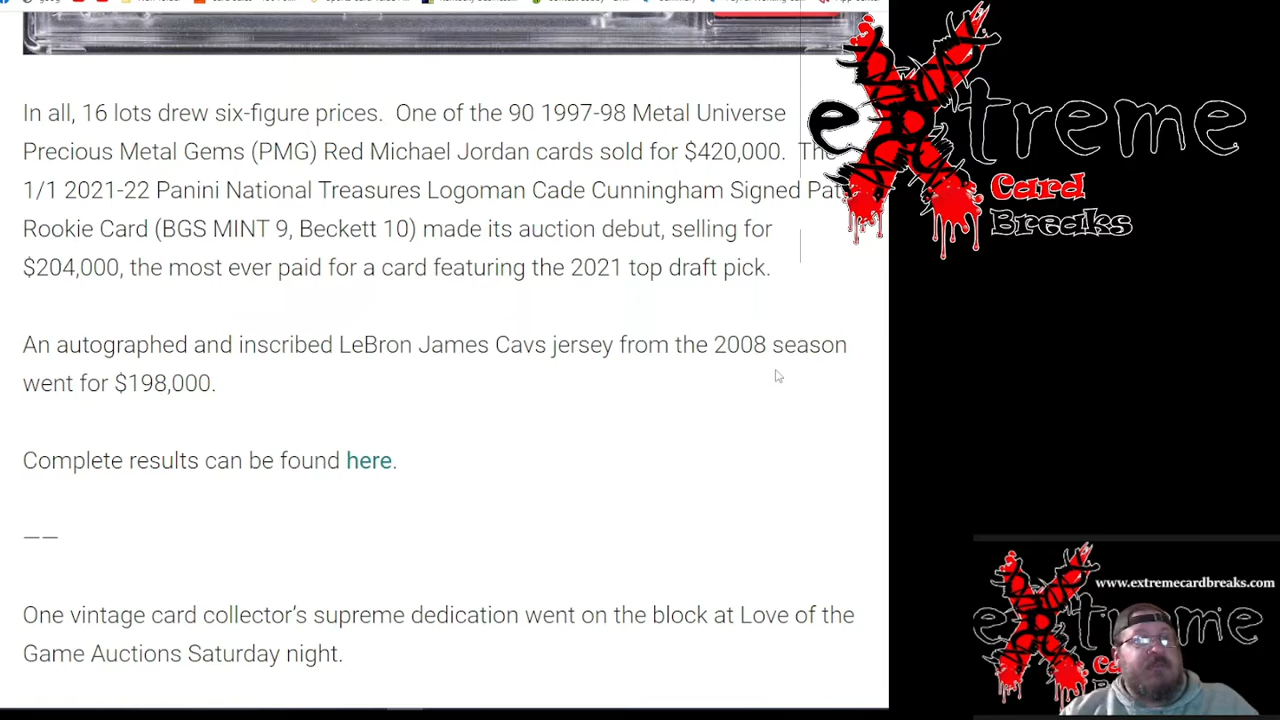 In all, 16 lots drew six-figure prices.  One of the 90 1997-98 Metal Universe
Precious Metal Gems (PMG) Red Michael Jordan cards sold for $420,000.  The
1/1 2021-22 Panini National Treasures Logoman Cade Cunningham Signed Pat
Rookie Card (BGS MINT 9, Beckett 10) made its auction debut, selling for
$204,000, the most ever paid for a card featuring the 2021 top draft pick.
An autographed and inscribed LeBron James Cavs jersey from the 2008 season
went for $198,000.
Complete results can be found here.
——
One vintage card collector's supreme dedication went on the block at Love of the
Game Auctions Saturday night.
eXtreme
Card
Breaks
www.extremecardbreaks.com
eXtreme